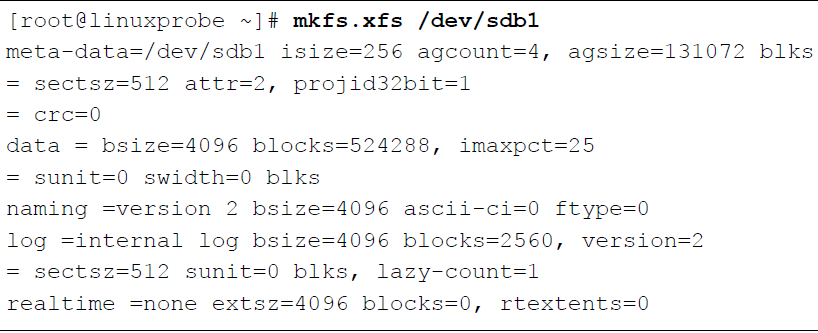 [root@linuxprobe ~]# mkfs.xfs /dev/sdb1
meta-data=/dev/sdb1 isize=256 agcount=4, agsize=131072 blks
= sectsz=512 attr=2, projid32bit=1
= crc=0
data = bsize=4096 blocks=524288, imaxpct=25
= sunit=0 swidth=0 blks
naming =version 2 bsize=4096 ascii-ci=0 ftype=0
log =internal log bsize=4096 blocks=2560, version=2
= sectsz=512 sunit=0 blks, lazy-count=1
realtime =none extsz=4096 blocks=0, rtextents=0